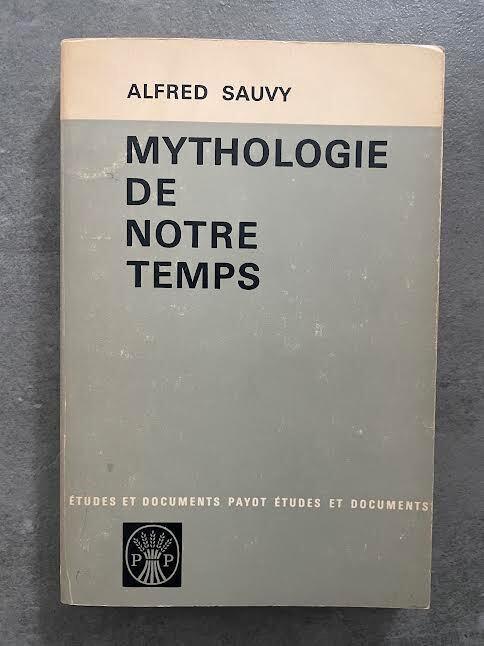 ALFRED SAUVY
MYTHOLOGIE
DE
NOTRE
TEMPS
ÉTUDES ET DOCUMENTS PAYOT ÉTUDES ET DOCUMENTS
P P